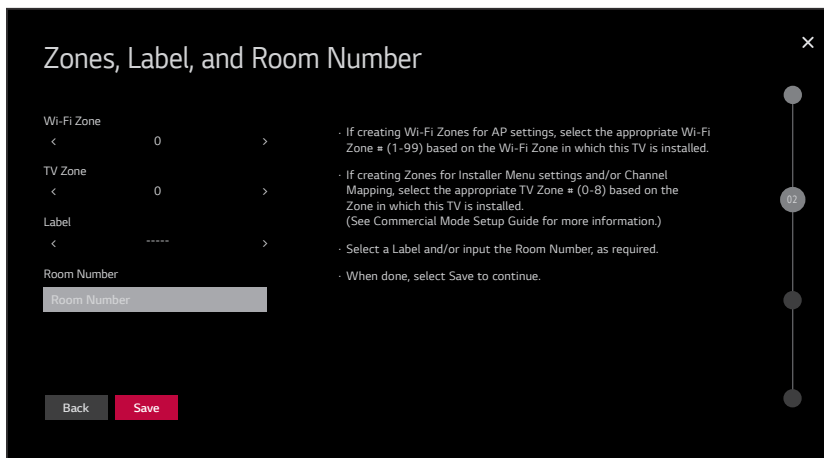 Zones, Label, and Room Number
×
Wi-Fi Zone
< 0 >
TV Zone
< 0 >
Label
< ----- >
Room Number
Room Number
· If creating Wi-Fi Zones for AP settings, select the appropriate Wi-Fi
Zone # (1-99) based on the Wi-Fi Zone in which this TV is installed.
· If creating Zones for Installer Menu settings and/or Channel
Mapping, select the appropriate TV Zone # (0-8) based on the
Zone in which this TV is installed.
(See Commercial Mode Setup Guide for more information.)
· Select a Label and/or input the Room Number, as required.
· When done, select Save to continue.
02
Back Save